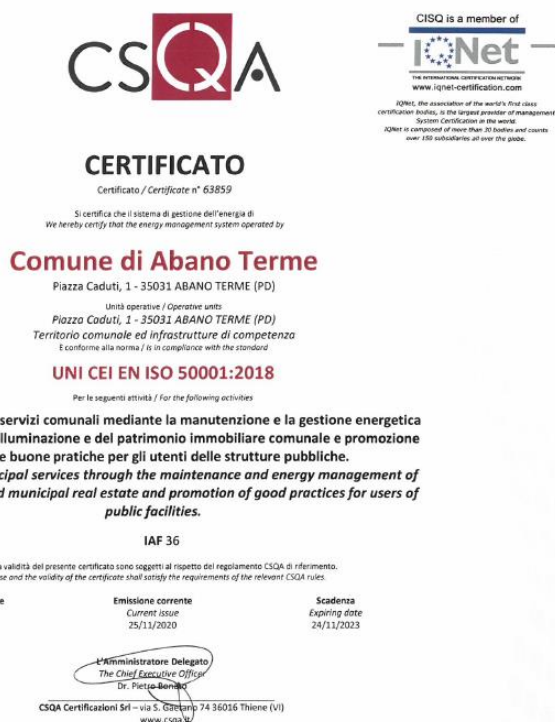 CSQA
CISQ is a member of
IQNet
THE INTERNATIONAL CERTIFICATION NETWORK
www.iqnet-certification.com
IQNet, the association of the world's first class
certification bodies, is the largest provider of management
System Certification in the world.
IQNet is composed of more than 30 bodies and counts
over 150 subsidiaries all over the globe.
CERTIFICATO
Certificato / Certificate n° 63859
Si certifica che il sistema di gestione dell'energia di
We hereby certify that the energy management system operated by
Comune di Abano Terme
Piazza Caduti, 1 - 35031 ABANO TERME (PD)
Unità operative / Operative units
Piazza Caduti, 1 - 35031 ABANO TERME (PD)
Territorio comunale ed infrastrutture di competenza
E conforme alla norma / Is in compliance with the standard
UNI CEI EN ISO 50001:2018
Per le seguenti attività / For the following activities
servizi comunali mediante la manutenzione e la gestione energetica
lluminazione e del patrimonio immobiliare comunale e promozione
e buone pratiche per gli utenti delle strutture pubbliche.
cipal services through the maintenance and energy management of
d municipal real estate and promotion of good practices for users of
public facilities.
IAF 36
a validità del presente certificato sono soggetti al rispetto del regolamento CSQA di riferimento.
se and the validity of the certificate shall satisfy the requirements of the relevant CSQA rules.
e Emissione corrente Scadenza
Current issue Expiring date
25/11/2020 24/11/2023
L'Amministratore Delegato
The Chief Executive Officer
Dr. Pietro Bonato
CSQA Certificazioni Srl – via S. Gaetano 74 36016 Thiene (VI)
www.csqa.it